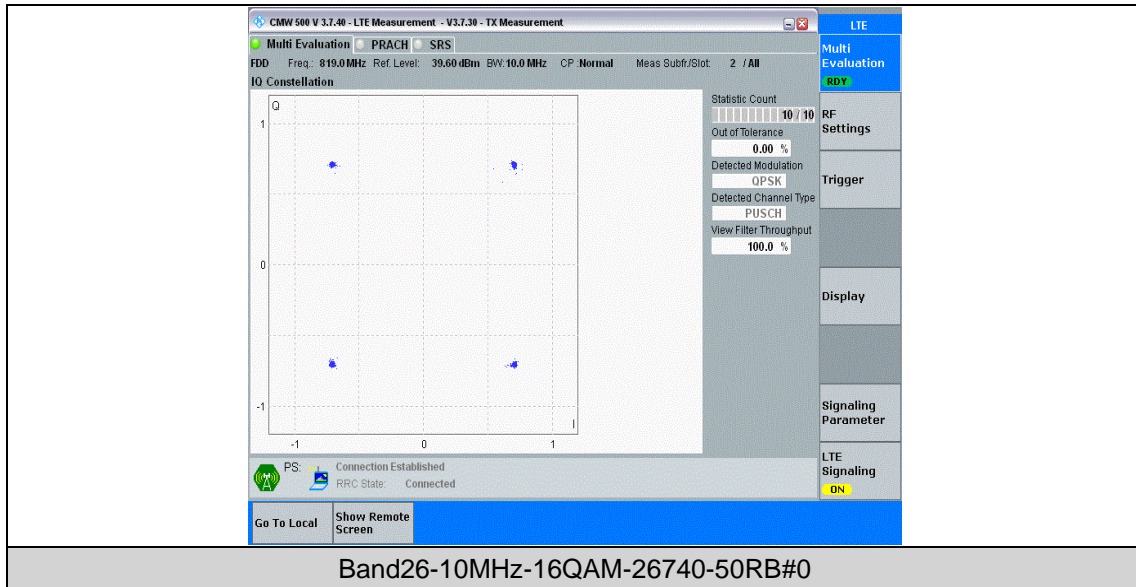 CMW 500 V 3.7.40 - LTE Measurement - V3.7.30 - TX Measurement
LTE
Multi Evaluation PRACH SRS
Multi
Evaluation
RDY
FDD Freq.: 819.0 MHz Ref. Level: 39.60 dBm BW: 10.0 MHz CP :Normal Meas Subfr./Slot: 2 / All
IQ Constellation
Statistic Count
10 / 10
Out of Tolerance
0.00 %
Detected Modulation
QPSK
Detected Channel Type
PUSCH
View Filter Throughput
100.0 %
Q
1
0
-1
I
-1 0 1
RF
Settings
Trigger
Display
Signaling
Parameter
LTE
Signaling
ON
PS: Connection Established
RRC State: Connected
Go To Local
Show Remote
Screen
Band26-10MHz-16QAM-26740-50RB#0